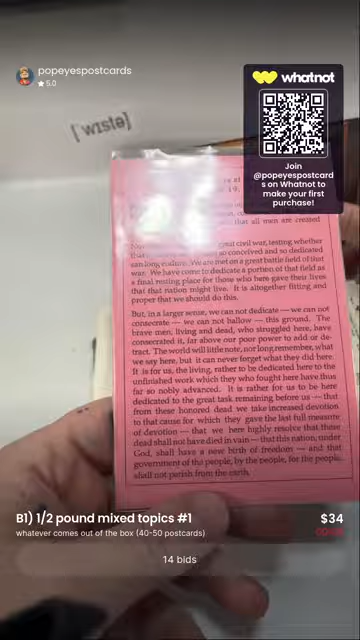 popeyespostcards
5.0
whatnot
Join
@popeyespostcard
s on Whatnot to
make your first
purchase!
['wɪslə]
19,
that all men are created
great civil war, testing whether
so conceived and so dedicated
can long endure. We are met on a great battle field of that
war. We have come to dedicate a portion of that field as
a final resting place for those who here gave their lives
that that nation might live. It is altogether fitting and
proper that we should do this.
But, in a larger sense, we can not dedicate — we can not
consecrate — we can not hallow — this ground. The
brave men, living and dead, who struggled here, have
consecrated it, far above our poor power to add or de-
tract. The world will little note, nor long remember, what
we say here, but it can never forget what they did here.
It is for us, the living, rather to be dedicated here to the
unfinished work which they who fought here have thus
far so nobly advanced. It is rather for us to be here
dedicated to the great task remaining before us — that
from these honored dead we take increased devotion
to that cause for which they gave the last full measure
of devotion — that we here highly resolve that these
dead shall not have died in vain — that this nation, under
God, shall have a new birth of freedom — and that
government of the people, by the people, for the people,
shall not perish from the earth.
B1) 1/2 pound mixed topics #1
$34
whatever comes out of the box (40-50 postcards)
14 bids